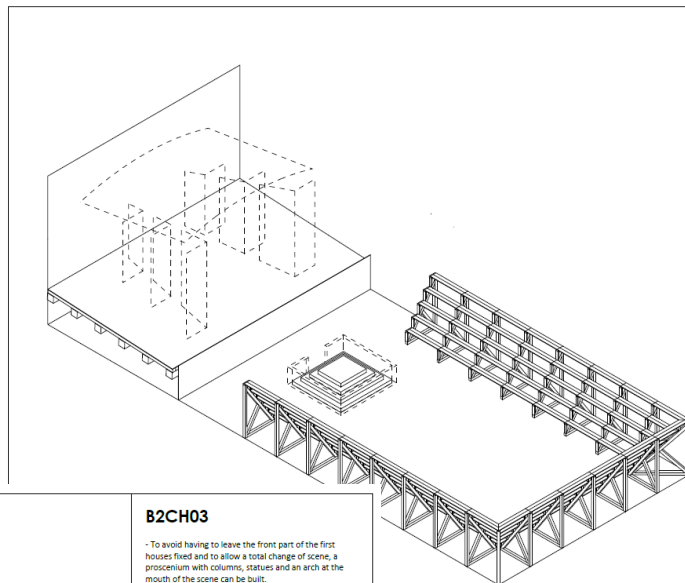 B2CH03
- To avoid having to leave the front part of the first
houses fixed and to allow a total change of scene, a
proscenium with columns, statues and an arch at the
mouth of the scene can be built.